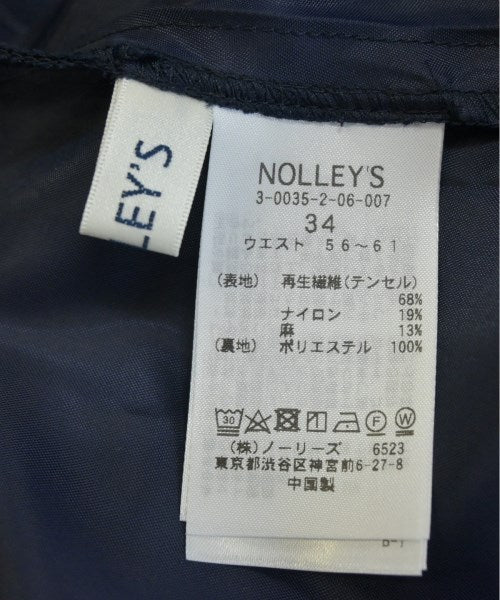 LLEY'S
NOLLEY'S
3-0035-2-06-007
34
ウエスト 56～61
(表地) 再生繊維(テンセル)
68%
ナイロン 19%
麻 13%
(裏地) ポリエステル 100%
30
F W
(株)ノーリーズ 6523
東京都渋谷区神宮前6-27-8
中国製